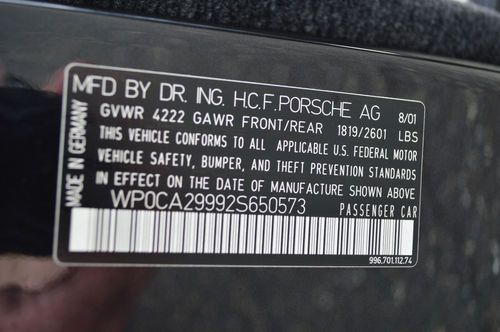 MFD BY DR. ING. H.C.F. PORSCHE AG 8/01
GVWR 4222 GAWR FRONT/REAR 1819/2601 LBS
THIS VEHICLE CONFORMS TO ALL APPLICABLE U.S. FEDERAL MOTOR
VEHICLE SAFETY, BUMPER, AND THEFT PREVENTION STANDARDS
IN EFFECT ON THE DATE OF MANUFACTURE SHOWN ABOVE
WP0CA29992S650573 PASSENGER CAR
MADE IN GERMANY
996.701.112.74